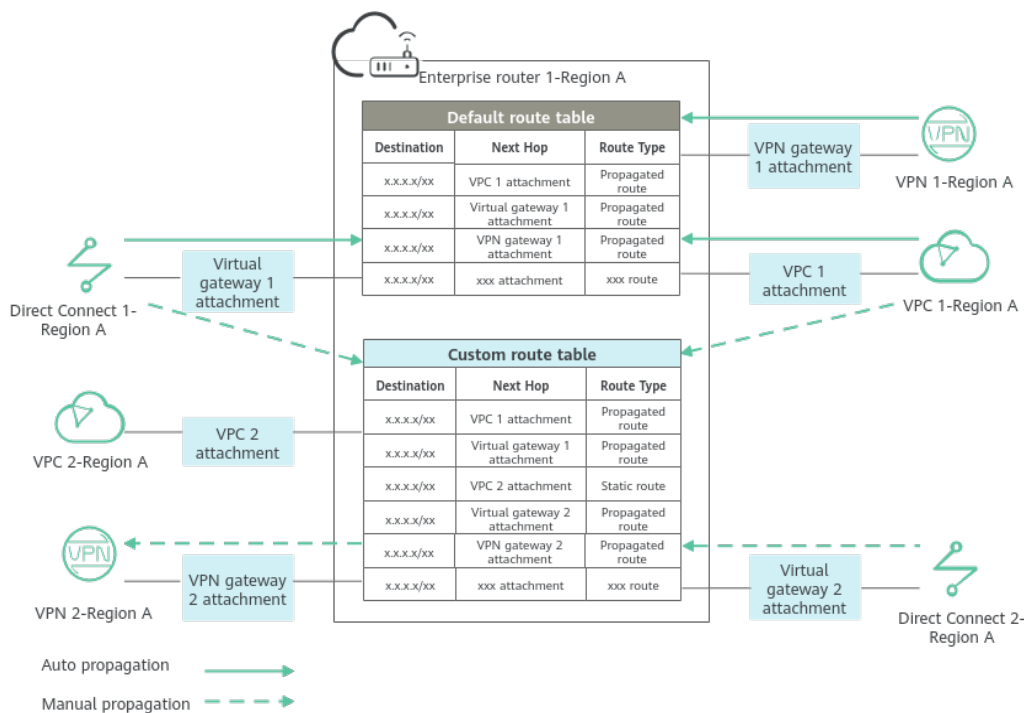 Enterprise router 1-Region A
Default route table
Destination Next Hop Route Type
x.x.x.x/xx VPC 1 attachment Propagated
route
x.x.x.x/xx Virtual gateway 1
attachment Propagated
route
x.x.x.x/xx VPN gateway 1
attachment Propagated
route
x.x.x.x/xx xxx attachment xxx route
VPN gateway
1 attachment
VPN
VPN 1-Region A
Virtual
gateway 1
attachment
Direct Connect 1-
Region A
VPC 1
attachment
VPC 1-Region A
Custom route table
Destination Next Hop Route Type
x.x.x.x/xx VPC 1 attachment Propagated
route
x.x.x.x/xx Virtual gateway 1
attachment Propagated
route
x.x.x.x/xx VPC 2 attachment Static route
x.x.x.x/xx Virtual gateway 2
attachment Propagated
route
x.x.x.x/xx VPN gateway 2
attachment Propagated
route
x.x.x.x/xx xxx attachment xxx route
VPC 2
attachment
VPC 2-Region A
VPN
VPN gateway
2 attachment
VPN 2-Region A
Virtual
gateway 2
attachment
Direct Connect 2-
Region A
Auto propagation
Manual propagation